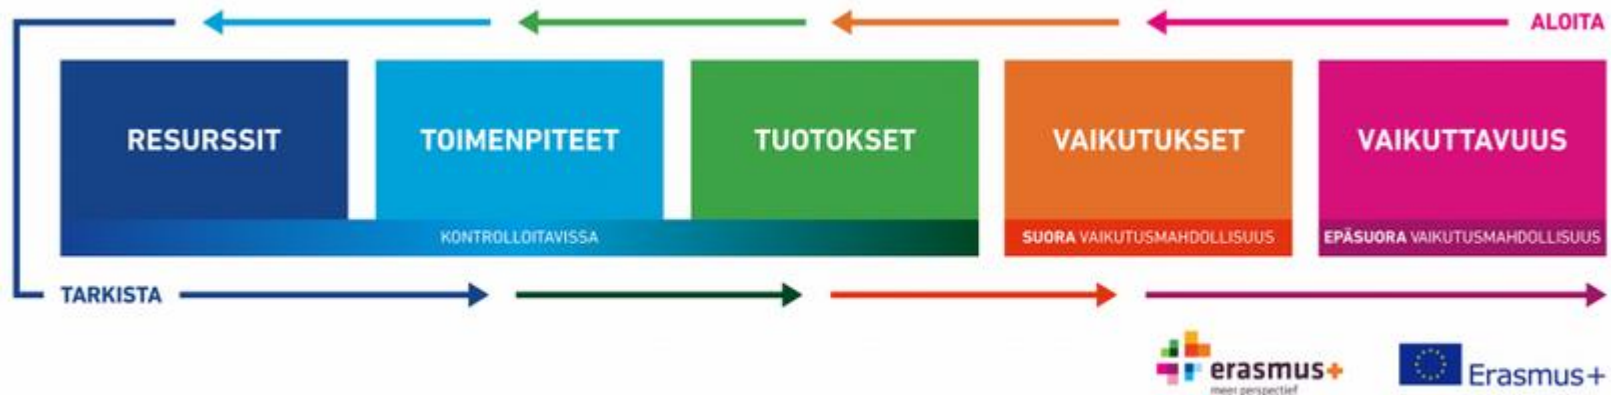 ALOITA
RESURSSIT
TOIMENPITEET
TUOTOKSET
VAIKUTUKSET
VAIKUTTAVUUS
KONTROLLOITAVISSA
SUORA VAIKUTUSMAHDOLLISUUS
EPÄSUORA VAIKUTUSMAHDOLLISUUS
TARKISTA
erasmus+
meer perspectief
Erasmus+